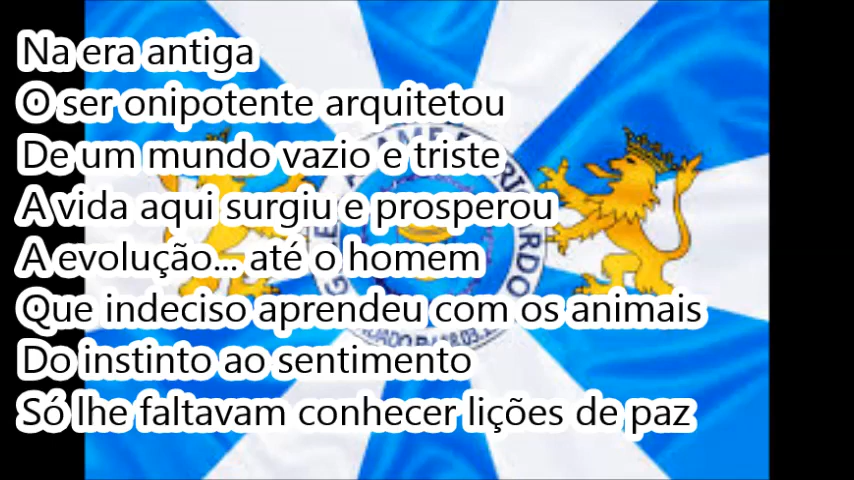 Na era antiga
O ser onipotente arquitetou
De um mundo vazio e triste
A vida aqui surgiu e prosperou
A evolução... até o homem
Que indeciso aprendeu com os animais
Do instinto ao sentimento
Só lhe faltavam conhecer lições de paz